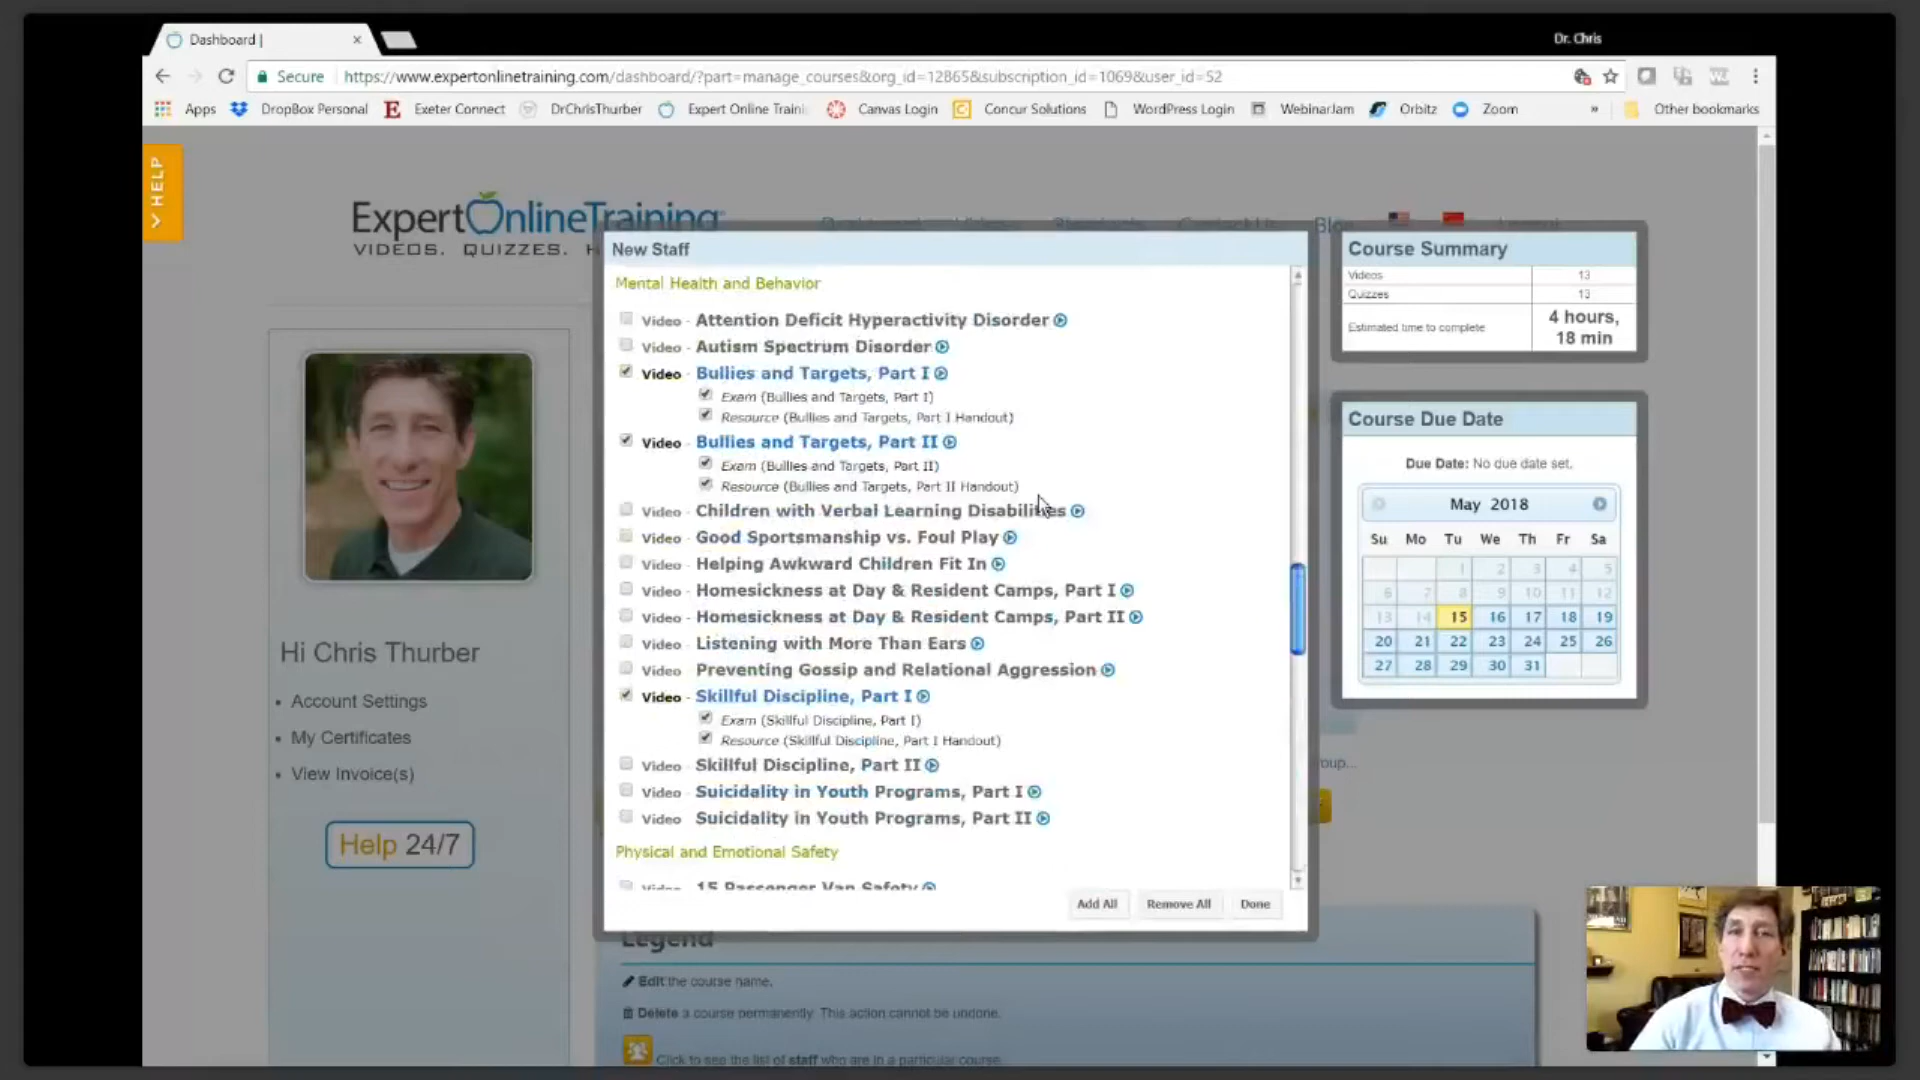 Dashboard |
Dr. Chris
Secure https://www.expertonlinetraining.com/dashboard/?part=manage_courses&org_id=12865&subscription_id=1069&user_id=52
Apps DropBox Personal Exeter Connect DrChrisThurber Expert Online Traini Canvas Login Concur Solutions WordPress Login WebinarJam Orbitz Zoom » Other bookmarks
HELP
ExpertOnlineTraining
VIDEOS. QUIZZES. H
Contact Us Blog
New Staff
Mental Health and Behavior
Video - Attention Deficit Hyperactivity Disorder
Video - Autism Spectrum Disorder
Video - Bullies and Targets, Part I
Exam (Bullies and Targets, Part I)
Resource (Bullies and Targets, Part I Handout)
Video - Bullies and Targets, Part II
Exam (Bullies and Targets, Part II)
Resource (Bullies and Targets, Part II Handout)
Video - Children with Verbal Learning Disabilities
Video - Good Sportsmanship vs. Foul Play
Video - Helping Awkward Children Fit In
Video - Homesickness at Day & Resident Camps, Part I
Video - Homesickness at Day & Resident Camps, Part II
Video - Listening with More Than Ears
Video - Preventing Gossip and Relational Aggression
Video - Skillful Discipline, Part I
Exam (Skillful Discipline, Part I)
Resource (Skillful Discipline, Part I Handout)
Video - Skillful Discipline, Part II
Video - Suicidality in Youth Programs, Part I
Video - Suicidality in Youth Programs, Part II
Physical and Emotional Safety
Video - 15 Passenger Van Safety
Add All Remove All Done
Course Summary
Videos 13
Quizzes 13
Estimated time to complete 4 hours, 18 min
Course Due Date
Due Date: No due date set.
May 2018
Su Mo Tu We Th Fr Sa
1 2 3 4 5
6 7 8 9 10 11 12
13 14 15 16 17 18 19
20 21 22 23 24 25 26
27 28 29 30 31
oup...
Hi Chris Thurber
Account Settings
My Certificates
View Invoice(s)
Help 24/7
Legend
Edit the course name.
Delete a course permanently. This action cannot be undone.
Click to see the list of staff who are in a particular course.